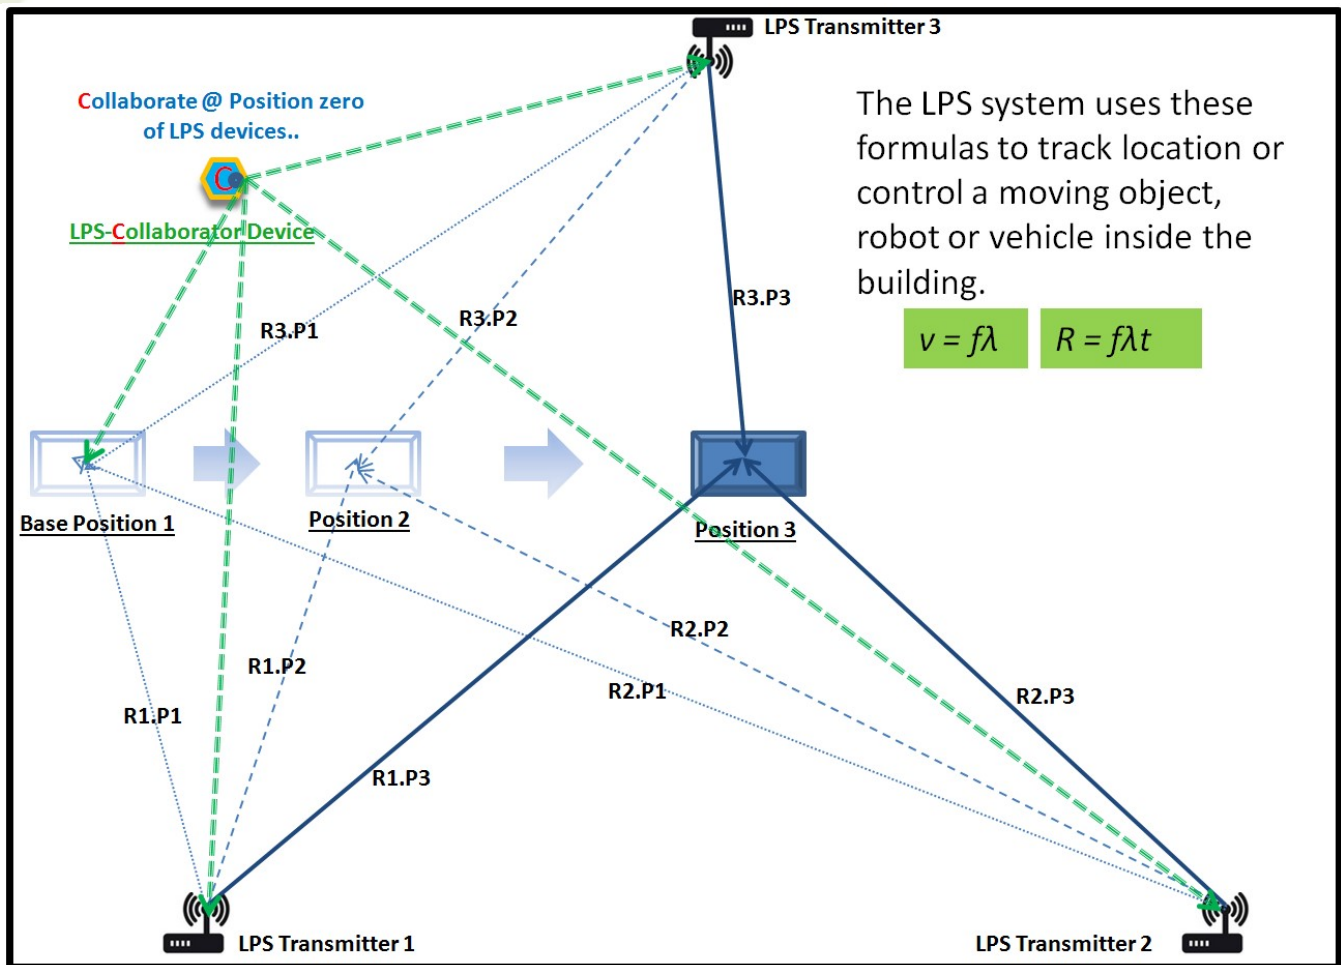 LPS Transmitter 3
Collaborate @ Position zero
of LPS devices..
C
LPS-Collaborator Device
The LPS system uses these
formulas to track location or
control a moving object,
robot or vehicle inside the
building.
v = fλ
R = fλt
R3.P1
R3.P2
R3.P3
Base Position 1
Position 2
Position 3
R1.P1
R1.P2
R2.P2
R2.P1
R2.P3
R1.P3
LPS Transmitter 1
LPS Transmitter 2